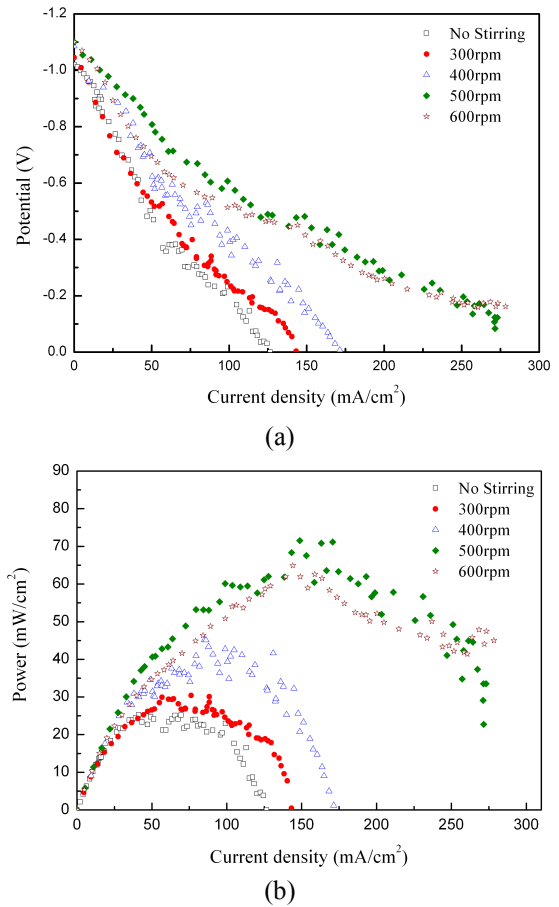 -1.2
-1.0
-0.8
-0.6
-0.4
-0.2
0.0
Potential (V)
No Stirring
300rpm
400rpm
500rpm
600rpm
0 50 100 150 200 250 300
Current density (mA/cm²)
(a)
90
80
70
60
50
40
30
20
10
0
Power (mW/cm²)
No Stirring
300rpm
400rpm
500rpm
600rpm
0 50 100 150 200 250 300
Current density (mA/cm²)
(b)